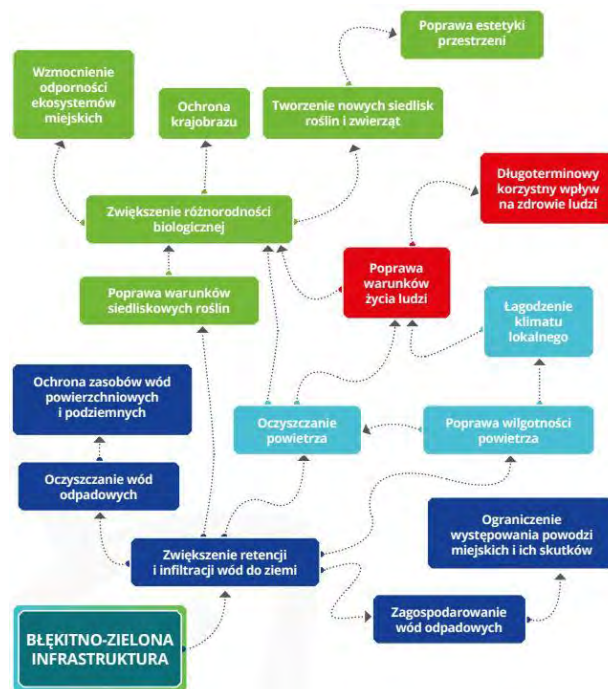 Poprawa estetyki
przestrzeni
Wzmocnienie
odporności
ekosystemów
miejskich
Ochrona
krajobrazu
Tworzenie nowych siedlisk
roślin i zwierząt
Długoterminowy
korzystny wpływ
na zdrowie ludzi
Zwiększenie różnorodności
biologicznej
Poprawa
warunków
życia ludzi
Poprawa warunków
siedliskowych roślin
Łagodzenie
klimatu
lokalnego
Ochrona zasobów wód
powierzchniowych
i podziemnych
Oczyszczanie
powietrza
Poprawa wilgotności
powietrza
Oczyszczanie wód
odpadowych
Ograniczenie
występowania powodzi
miejskich i ich skutków
Zwiększenie retencji
i infiltracji wód do ziemi
Zagospodarowanie
wód odpadowych
BŁĘKITNO-ZIELONA
INFRASTRUKTURA